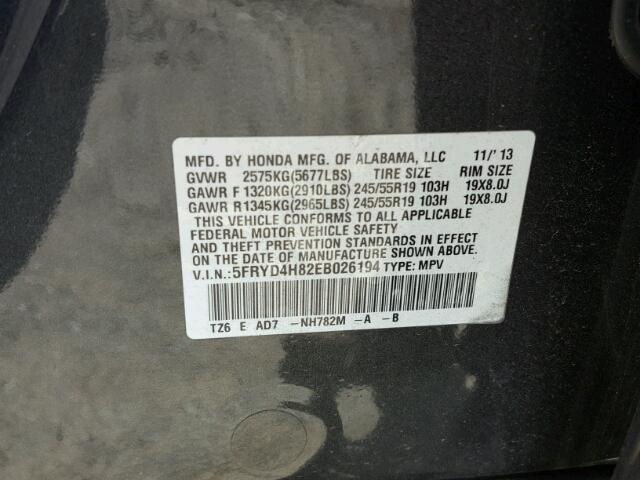 MFD. BY HONDA MFG. OF ALABAMA, LLC 11/'13
GVWR 2575KG(5677LBS) TIRE SIZE RIM SIZE
GAWR F 1320KG(2910LBS) 245/55R19 103H 19X8.0J
GAWR R1345KG(2965LBS) 245/55R19 103H 19X8.0J
THIS VEHICLE CONFORMS TO ALL APPLICABLE
FEDERAL MOTOR VEHICLE SAFETY
AND THEFT PREVENTION STANDARDS IN EFFECT
ON THE DATE OF MANUFACTURE SHOWN ABOVE.
V.I.N.: 5FRYD4H82EB026194 TYPE: MPV
TZ6 E AD7 -NH782M -A -B